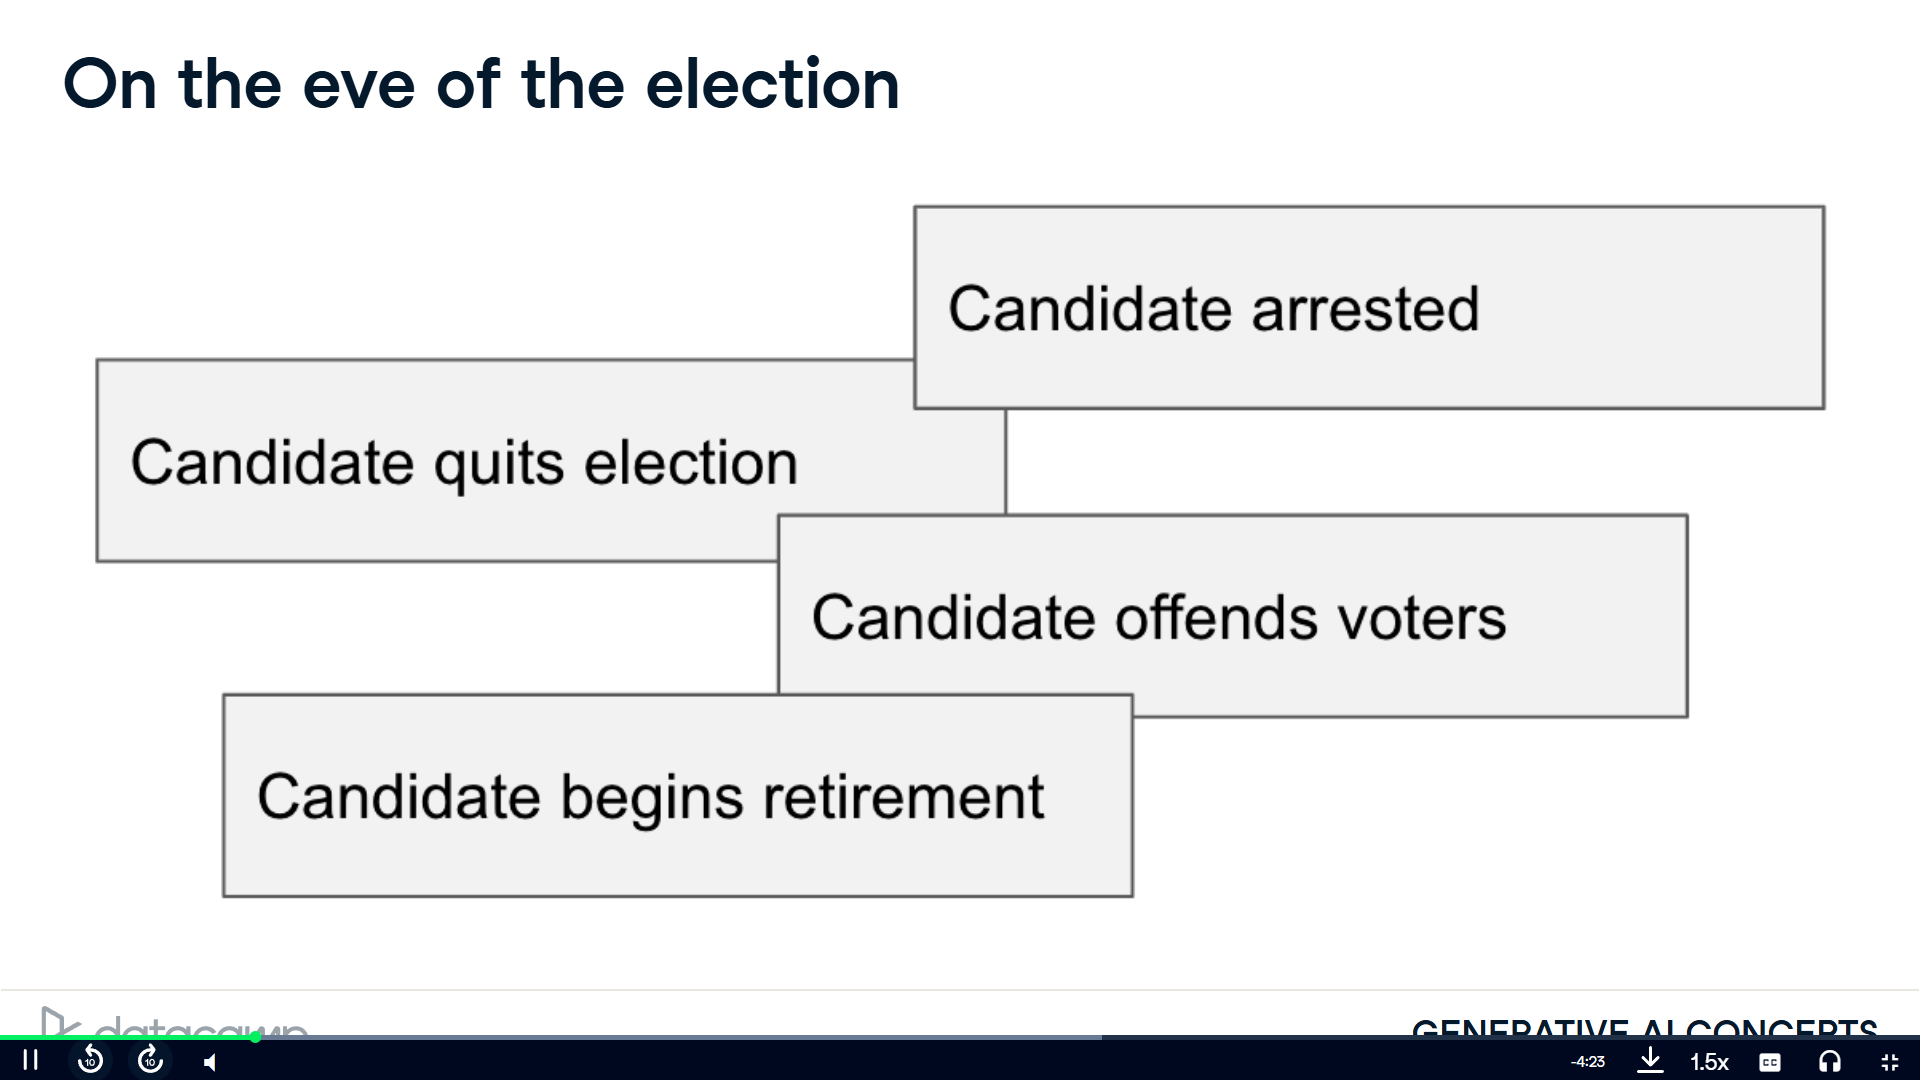 On the eve of the election
Candidate arrested
Candidate quits election
Candidate offends voters
Candidate begins retirement
datacamp
GENERATIVE AI CONCEPTS
10
10
-4:23
1.5x
CC